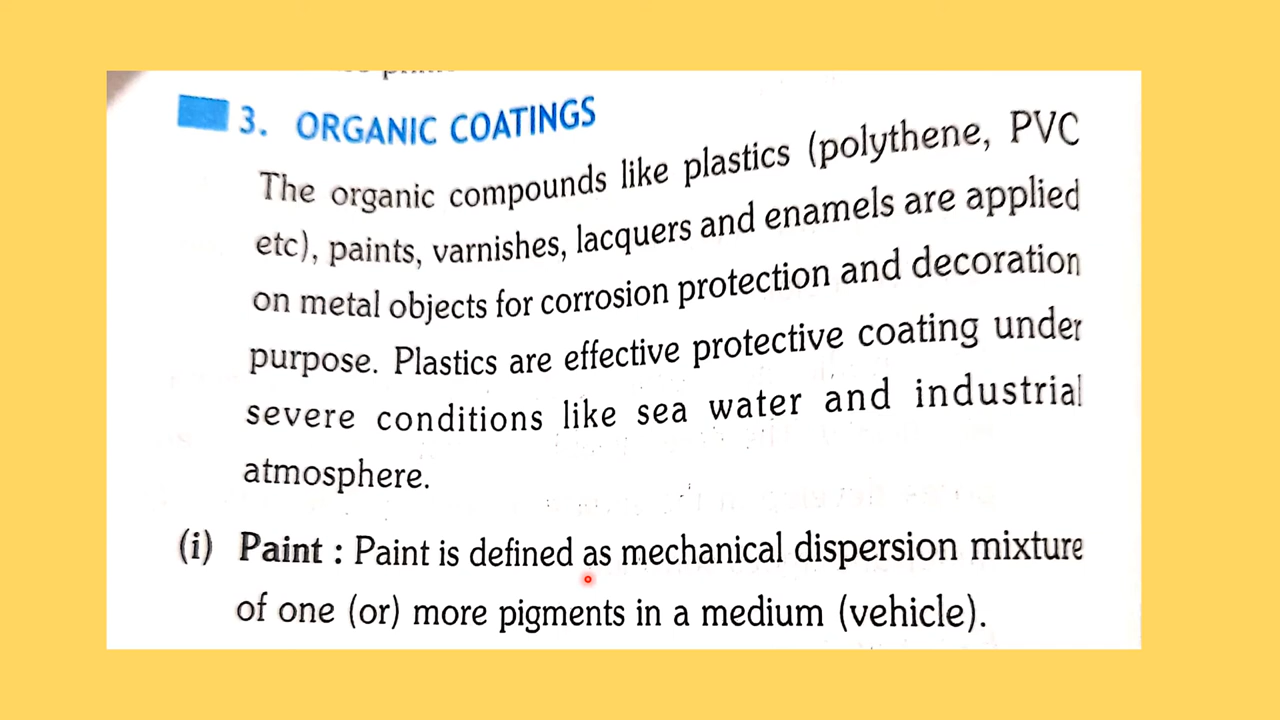 3. ORGANIC COATINGS
The organic compounds like plastics (polythene, PVC
etc), paints, varnishes, lacquers and enamels are applied
on metal objects for corrosion protection and decoration
purpose. Plastics are effective protective coating under
severe conditions like sea water and industrial
atmosphere.
(i) Paint : Paint is defined as mechanical dispersion mixture
of one (or) more pigments in a medium (vehicle).